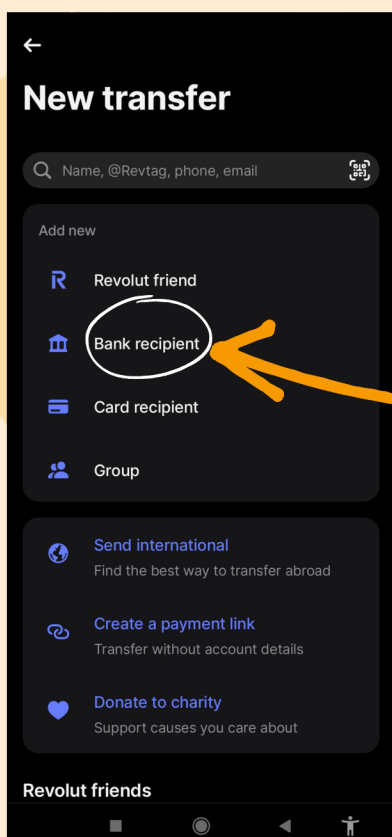 New transfer
Name, @Revtag, phone, email
Add new
Revolut friend
Bank recipient
Card recipient
Group
Send international
Find the best way to transfer abroad
Create a payment link
Transfer without account details
Donate to charity
Support causes you care about
Revolut friends